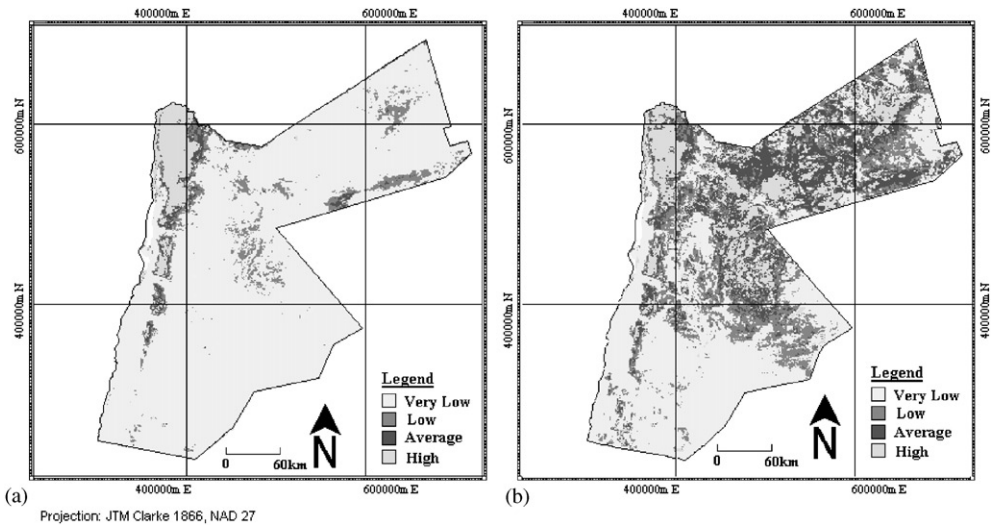 400000m E 600000m E
600000m N
400000m N
Legend
Very Low
Low
Average
High
N
0 60km
400000m E 600000m E
(a)
Projection: JTM Clarke 1866, NAD 27
400000m E 600000m E
600000m N
400000m N
Legend
Very Low
Low
Average
High
N
0 60km
400000m E 600000m E
(b)